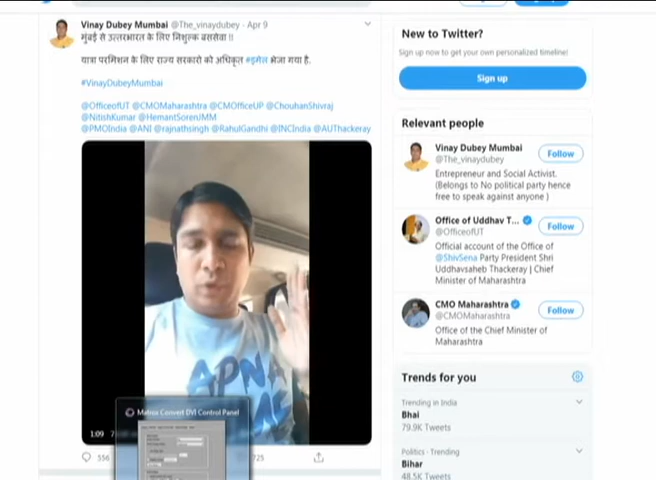 Vinay Dubey Mumbai @The_vinaydubey · Apr 9
मुंबई से उत्तरभारत के लिए निशुल्क बससेवा !!
यात्रा परमिशन के लिए राज्य सरकारो को अधिकृत #इमेल भेजा गया है.
#VinayDubeyMumbai
@OfficeofUT @CMOMaharashtra @CMOfficeUP @ChouhanShivraj
@NitishKumar @HemantSorenJMM
@PMOIndia @ANI @rajnathsingh @RahulGandhi @INCIndia @AUThackeray
APNA
Matrox Convert DVI Control Panel
1:09
556
725
New to Twitter?
Sign up now to get your own personalized timeline!
Sign up
Relevant people
Vinay Dubey Mumbai
@The_vinaydubey
Follow
Entrepreneur and Social Activist.
(Belongs to No political party hence
free to speak against anyone )
Office of Uddhav T...
@OfficeofUT
Follow
Official account of the Office of
@ShivSena Party President Shri
Uddhavsaheb Thackeray | Chief
Minister of Maharashtra
CMO Maharashtra
@CMOMaharashtra
Follow
Office of the Chief Minister of
Maharashtra
Trends for you
Trending in India
Bhai
79.9K Tweets
Politics · Trending
Bihar
48.5K Tweets